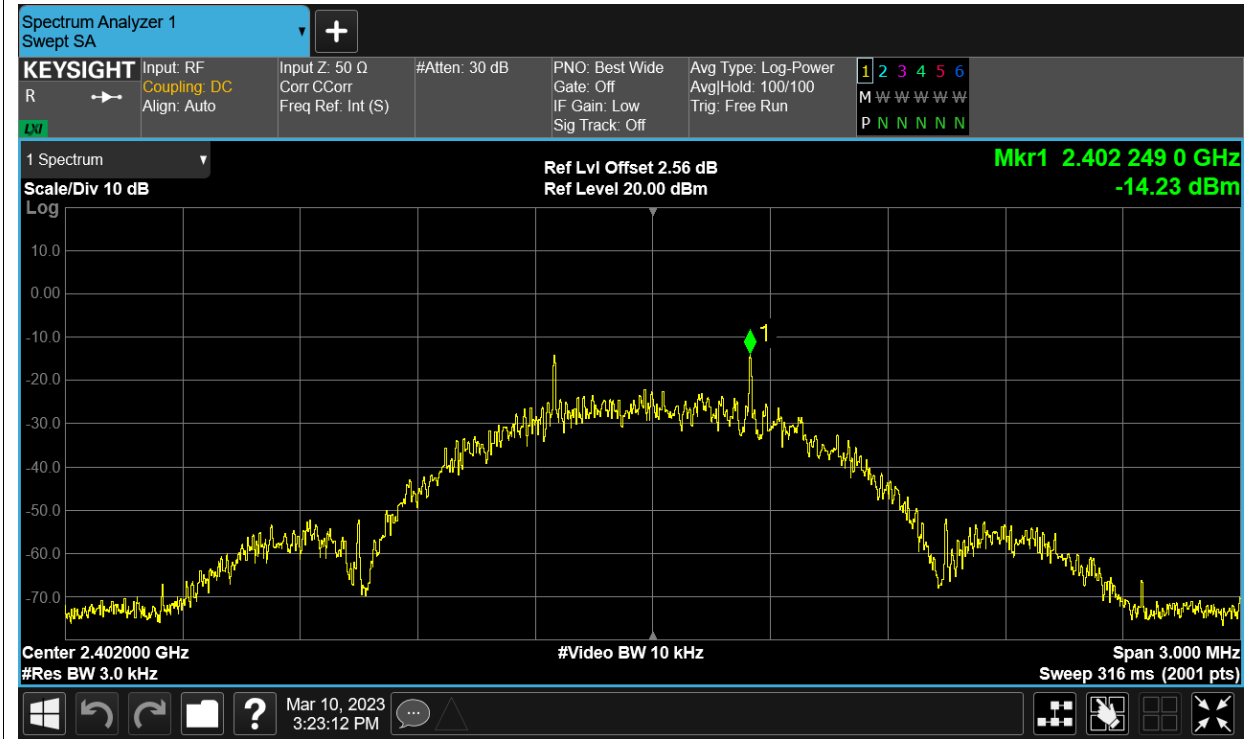 Spectrum Analyzer 1
Swept SA
+
KEYSIGHT
R
LXI
Input: RF
Coupling: DC
Align: Auto
Input Z: 50 Ω
Corr CCorr
Freq Ref: Int (S)
#Atten: 30 dB
PNO: Best Wide
Gate: Off
IF Gain: Low
Sig Track: Off
Avg Type: Log-Power
Avg|Hold: 100/100
Trig: Free Run
1 2 3 4 5 6
M W W W W W
P N N N N N
1 Spectrum
Scale/Div 10 dB
Log
Ref Lvl Offset 2.56 dB
Ref Level 20.00 dBm
Mkr1 2.402 249 0 GHz
-14.23 dBm
10.0
0.00
-10.0
-20.0
-30.0
-40.0
-50.0
-60.0
-70.0
1
Center 2.402000 GHz
#Res BW 3.0 kHz
#Video BW 10 kHz
Span 3.000 MHz
Sweep 316 ms (2001 pts)
?
Mar 10, 2023
3:23:12 PM